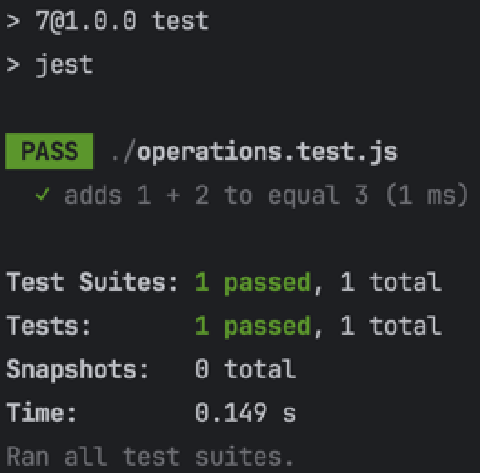 > 7@1.0.0 test
> jest
PASS ./operations.test.js
✓ adds 1 + 2 to equal 3 (1 ms)
Test Suites: 1 passed, 1 total
Tests: 1 passed, 1 total
Snapshots: 0 total
Time: 0.149 s
Ran all test suites.